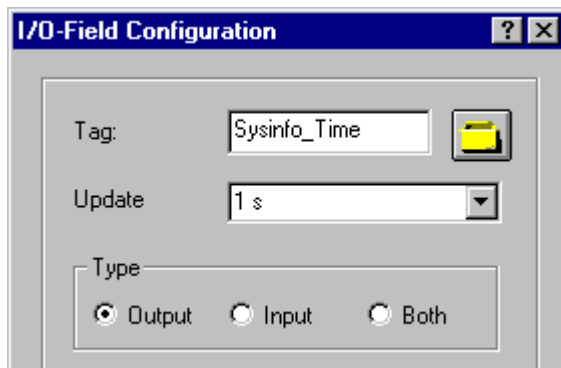 I/O-Field Configuration
Tag: Sysinfo_Time
Update 1 s
Type
Output Input Both